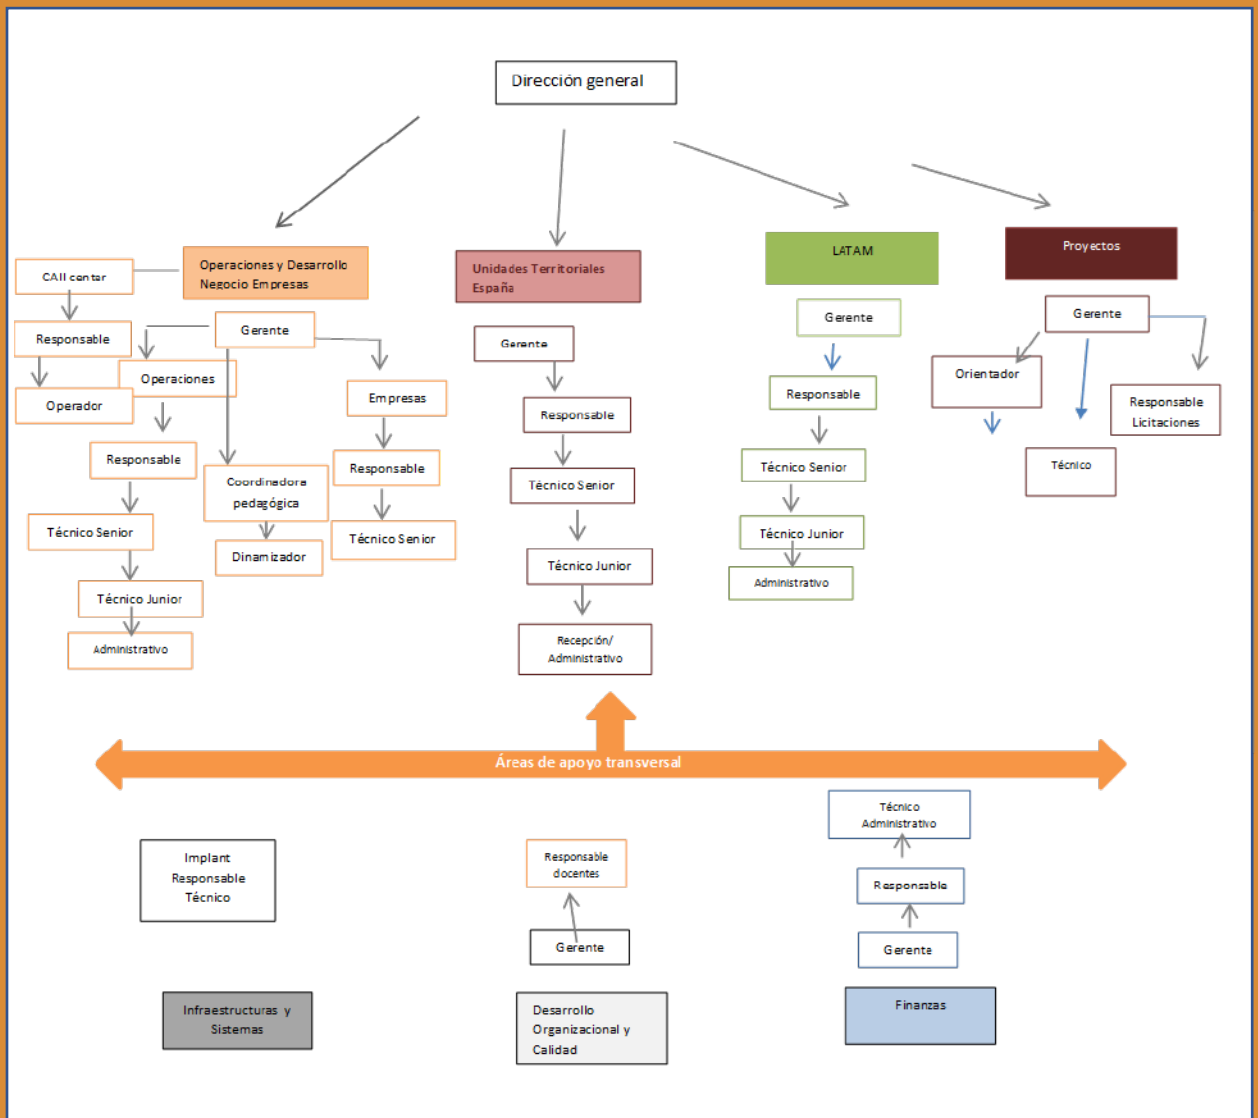 Dirección general
Operaciones y Desarrollo
Negocio Empresas
Unidades Territoriales
España
LATAM
Proyectos
CAll center
Responsable
Operador
Gerente
Operaciones
Responsable
Técnico Senior
Técnico Junior
Administrativo
Coordinadora
pedagógica
Dinamizador
Empresas
Responsable
Técnico Senior
Gerente
Responsable
Técnico Senior
Técnico Junior
Recepción/
Administrativo
Gerente
Responsable
Técnico Senior
Técnico Junior
Administrativo
Gerente
Orientador
Técnico
Responsable
Licitaciones
Áreas de apoyo transversal
Implant
Responsable
Técnico
Infraestructuras y
Sistemas
Responsable
docentes
Gerente
Desarrollo
Organizacional y
Calidad
Técnico
Administrativo
Responsable
Gerente
Finanzas